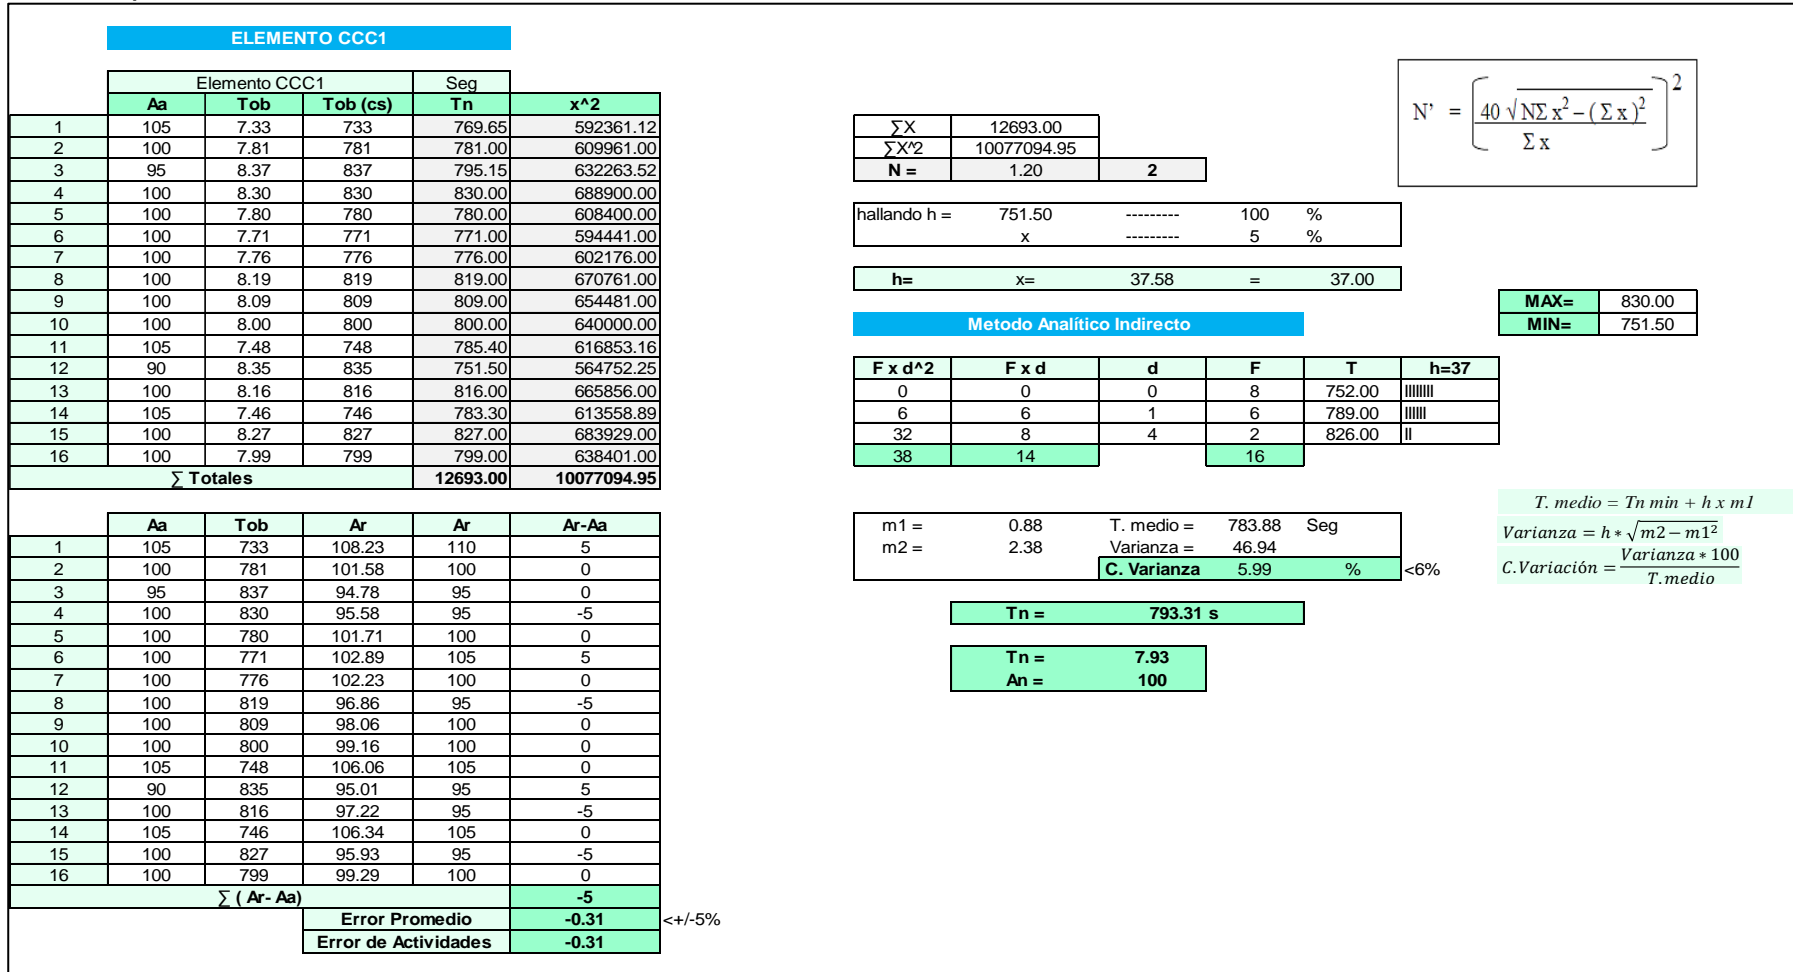 ELEMENTO CCC1
Elemento CCC1 Seg
Aa Tob Tob (cs) Tn x^2
1 105 7.33 733 769.65 592361.12
2 100 7.81 781 781.00 609961.00
3 95 8.37 837 795.15 632263.52
4 100 8.30 830 830.00 688900.00
5 100 7.80 780 780.00 608400.00
6 100 7.71 771 771.00 594441.00
7 100 7.76 776 776.00 602176.00
8 100 8.19 819 819.00 670761.00
9 100 8.09 809 809.00 654481.00
10 100 8.00 800 800.00 640000.00
11 105 7.48 748 785.40 616853.16
12 90 8.35 835 751.50 564752.25
13 100 8.16 816 816.00 665856.00
14 105 7.46 746 783.30 613558.89
15 100 8.27 827 827.00 683929.00
16 100 7.99 799 799.00 638401.00
∑ Totales 12693.00 10077094.95
Aa Tob Ar Ar Ar-Aa
1 105 733 108.23 110 5
2 100 781 101.58 100 0
3 95 837 94.78 95 0
4 100 830 95.58 95 -5
5 100 780 101.71 100 0
6 100 771 102.89 105 5
7 100 776 102.23 100 0
8 100 819 96.86 95 -5
9 100 809 98.06 100 0
10 100 800 99.16 100 0
11 105 748 106.06 105 0
12 90 835 95.01 95 5
13 100 816 97.22 95 -5
14 105 746 106.34 105 0
15 100 827 95.93 95 -5
16 100 799 99.29 100 0
∑ ( Ar- Aa) -5
Error Promedio -0.31 <+/-5%
Error de Actividades -0.31
∑X 12693.00
∑X^2 10077094.95
N = 1.20 2
N' = [ 40 √ N Σ x² − ( Σ x )² / Σ x ] 2
hallando h = 751.50 --------- 100 %
x --------- 5 %
h= x= 37.58 = 37.00
MAX= 830.00
MIN= 751.50
Metodo Analítico Indirecto
F x d^2 F x d d F T h=37
0 0 0 8 752.00 IIIIIIII
6 6 1 6 789.00 IIIIII
32 8 4 2 826.00 II
38 14 16
m1 = 0.88 T. medio = 783.88 Seg
m2 = 2.38 Varianza = 46.94
C. Varianza 5.99 % <6%
T. medio = Tn min + h x m1
Varianza = h ∗ √m2 − m1²
C.Variación = Varianza ∗ 100 / T.medio
Tn = 793.31 s
Tn = 7.93
An = 100